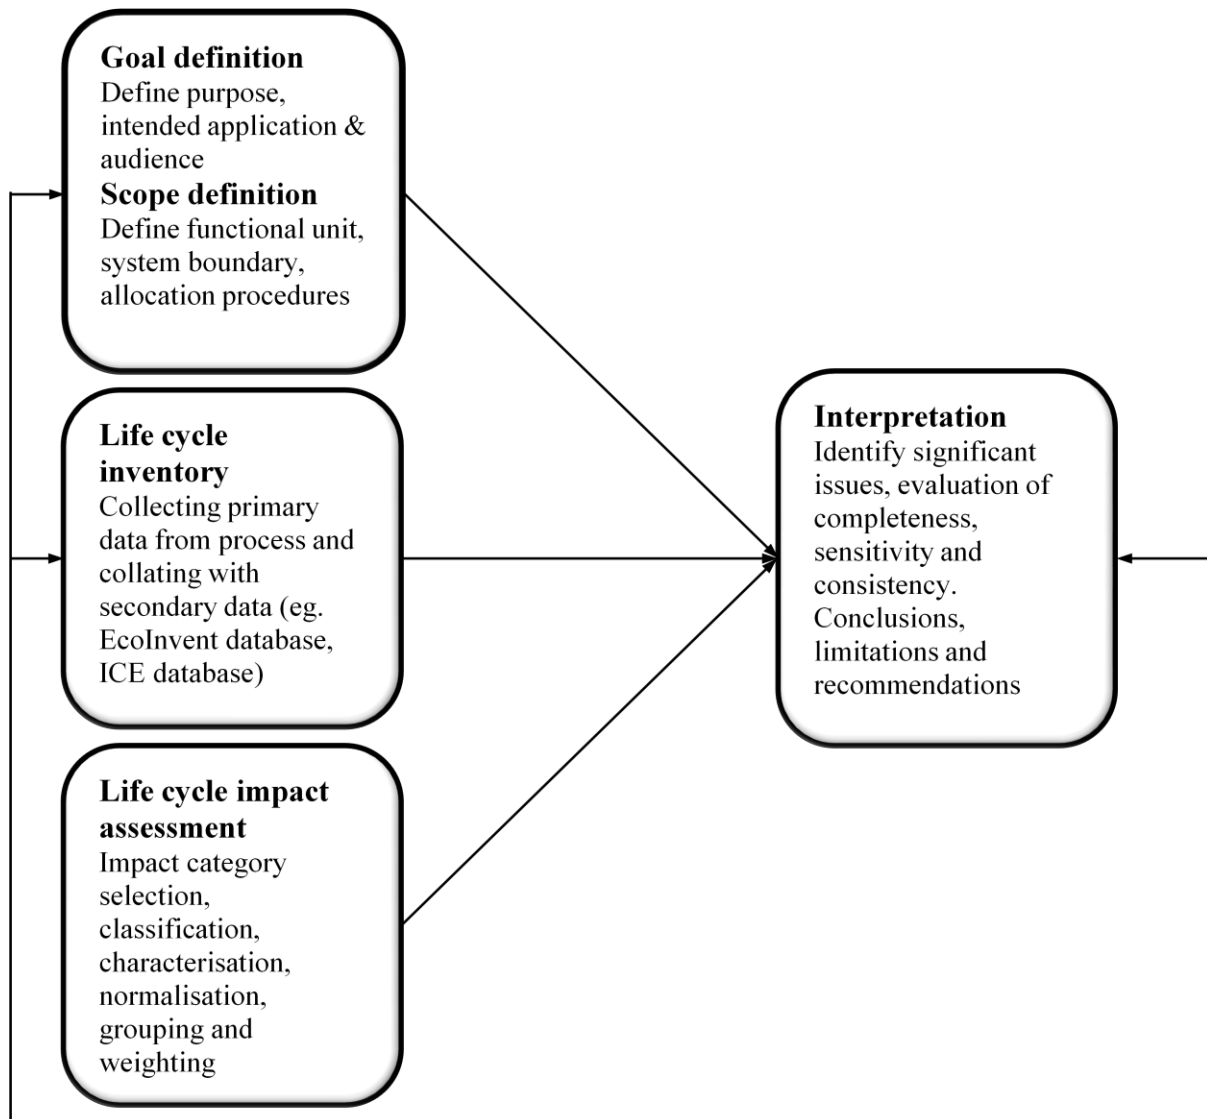 Goal definition
Define purpose,
intended application &
audience
Scope definition
Define functional unit,
system boundary,
allocation procedures
Life cycle
inventory
Collecting primary
data from process and
collating with
secondary data (eg.
EcoInvent database,
ICE database)
Life cycle impact
assessment
Impact category
selection,
classification,
characterisation,
normalisation,
grouping and
weighting
Interpretation
Identify significant
issues, evaluation of
completeness,
sensitivity and
consistency.
Conclusions,
limitations and
recommendations